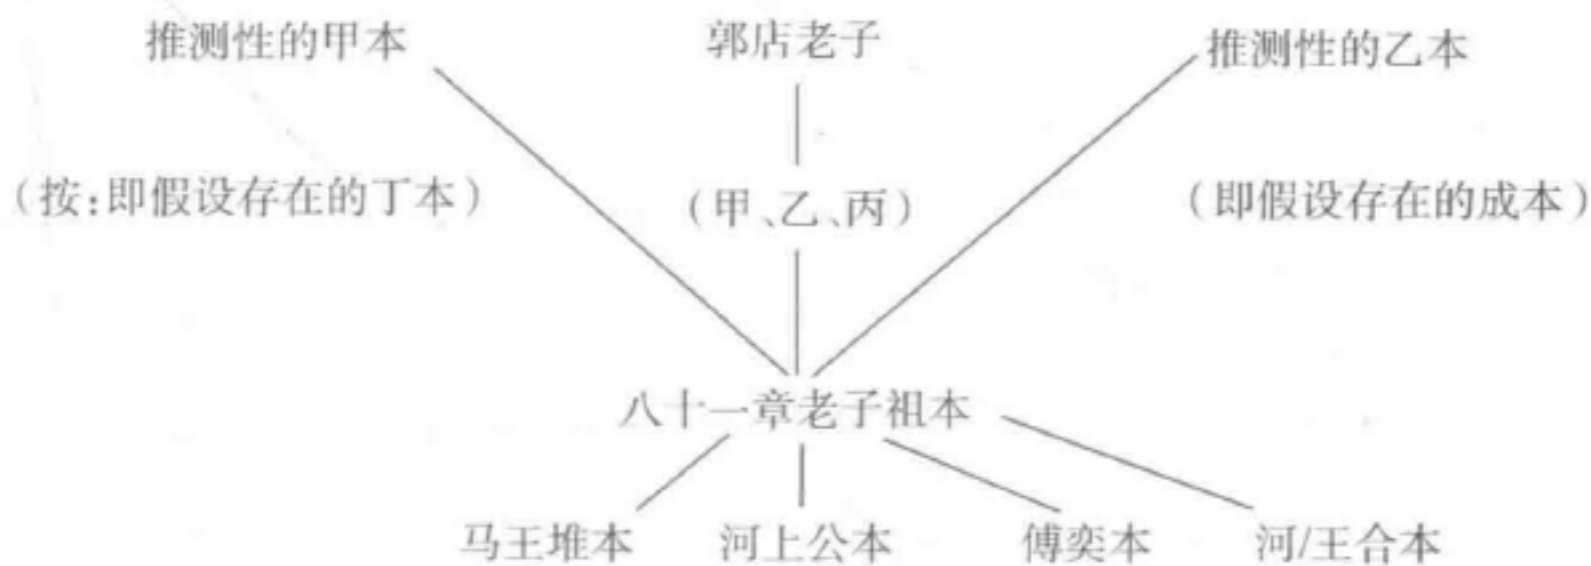 推测性的甲本 郭店老子 推测性的乙本
（按:即假设存在的丁本） （甲、乙、丙） （即假设存在的成本）
八十一章老子祖本
马王堆本 河上公本 傅奕本 河/王合本